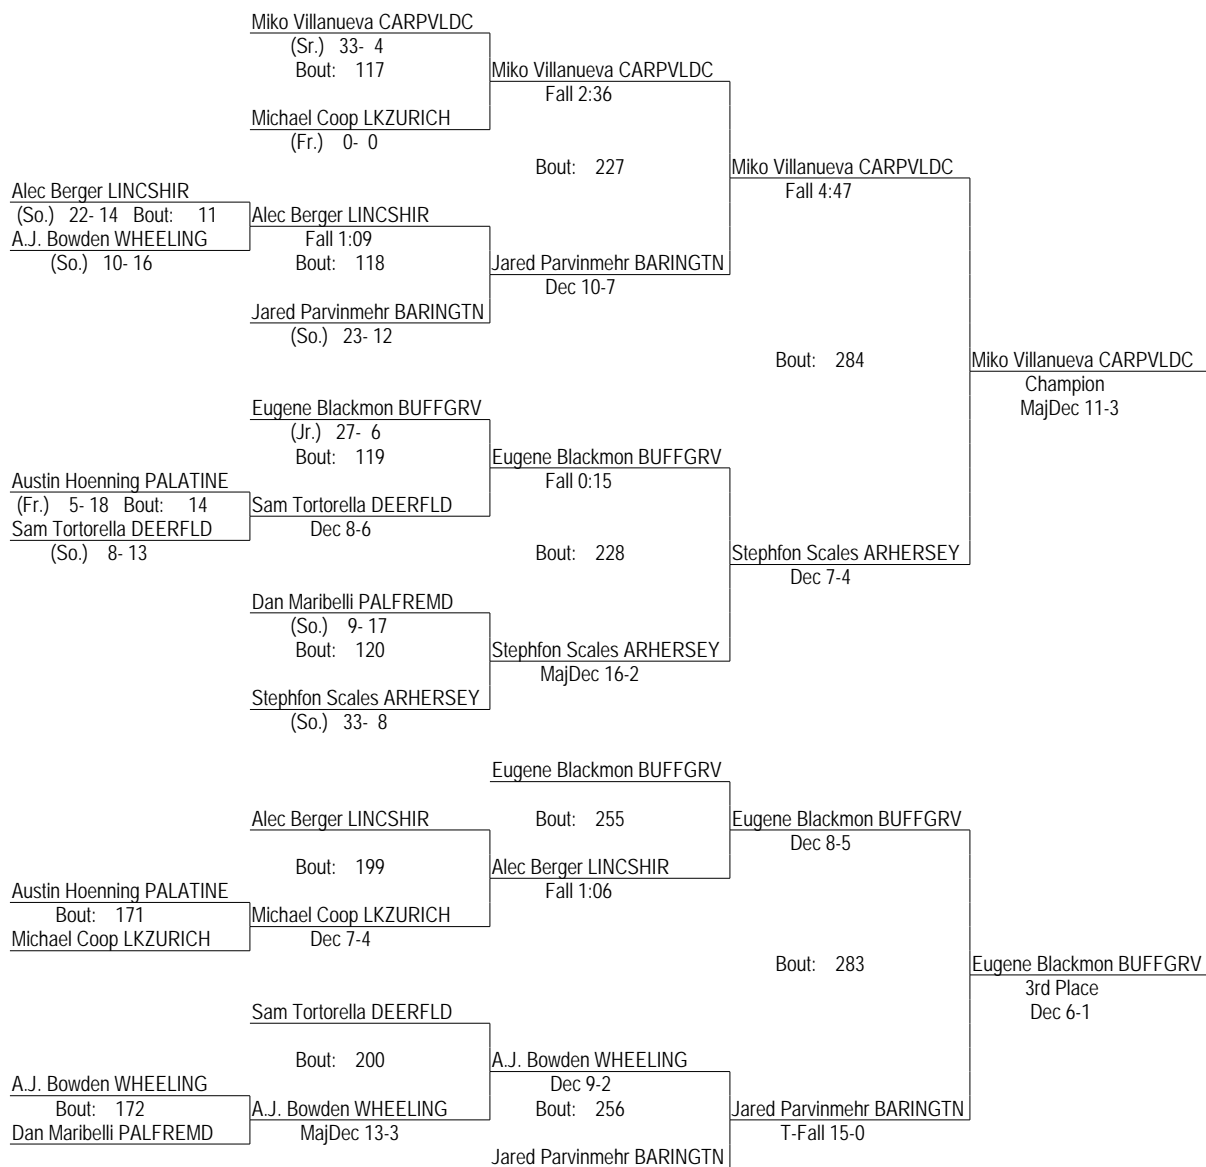 Miko Villanueva CARPVLDC
(Sr.) 33- 4
Bout: 117
Miko Villanueva CARPVLDC
Fall 2:36
Michael Coop LKZURICH
(Fr.) 0- 0
Bout: 227
Miko Villanueva CARPVLDC
Fall 4:47
Alec Berger LINCSHIR
(So.) 22- 14 Bout: 11
A.J. Bowden WHEELING
(So.) 10- 16
Alec Berger LINCSHIR
Fall 1:09
Bout: 118
Jared Parvinmehr BARINGTN
Dec 10-7
Jared Parvinmehr BARINGTN
(So.) 23- 12
Bout: 284
Miko Villanueva CARPVLDC
Champion
MajDec 11-3
Eugene Blackmon BUFFGRV
(Jr.) 27- 6
Bout: 119
Eugene Blackmon BUFFGRV
Fall 0:15
Austin Hoenning PALATINE
(Fr.) 5- 18 Bout: 14
Sam Tortorella DEERFLD
(So.) 8- 13
Sam Tortorella DEERFLD
Dec 8-6
Bout: 228
Stephfon Scales ARHERSEY
Dec 7-4
Dan Maribelli PALFREMD
(So.) 9- 17
Bout: 120
Stephfon Scales ARHERSEY
MajDec 16-2
Stephfon Scales ARHERSEY
(So.) 33- 8
Eugene Blackmon BUFFGRV
Bout: 255
Eugene Blackmon BUFFGRV
Dec 8-5
Alec Berger LINCSHIR
Bout: 199
Alec Berger LINCSHIR
Fall 1:06
Austin Hoenning PALATINE
Bout: 171
Michael Coop LKZURICH
Michael Coop LKZURICH
Dec 7-4
Bout: 283
Eugene Blackmon BUFFGRV
3rd Place
Dec 6-1
Sam Tortorella DEERFLD
Bout: 200
A.J. Bowden WHEELING
Dec 9-2
Bout: 256
A.J. Bowden WHEELING
Bout: 172
Dan Maribelli PALFREMD
A.J. Bowden WHEELING
MajDec 13-3
Jared Parvinmehr BARINGTN
T-Fall 15-0
Jared Parvinmehr BARINGTN